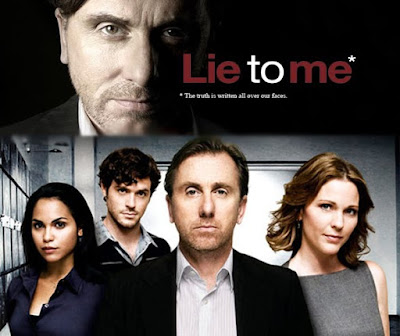 Lie to me*
* The truth is written all over our faces.